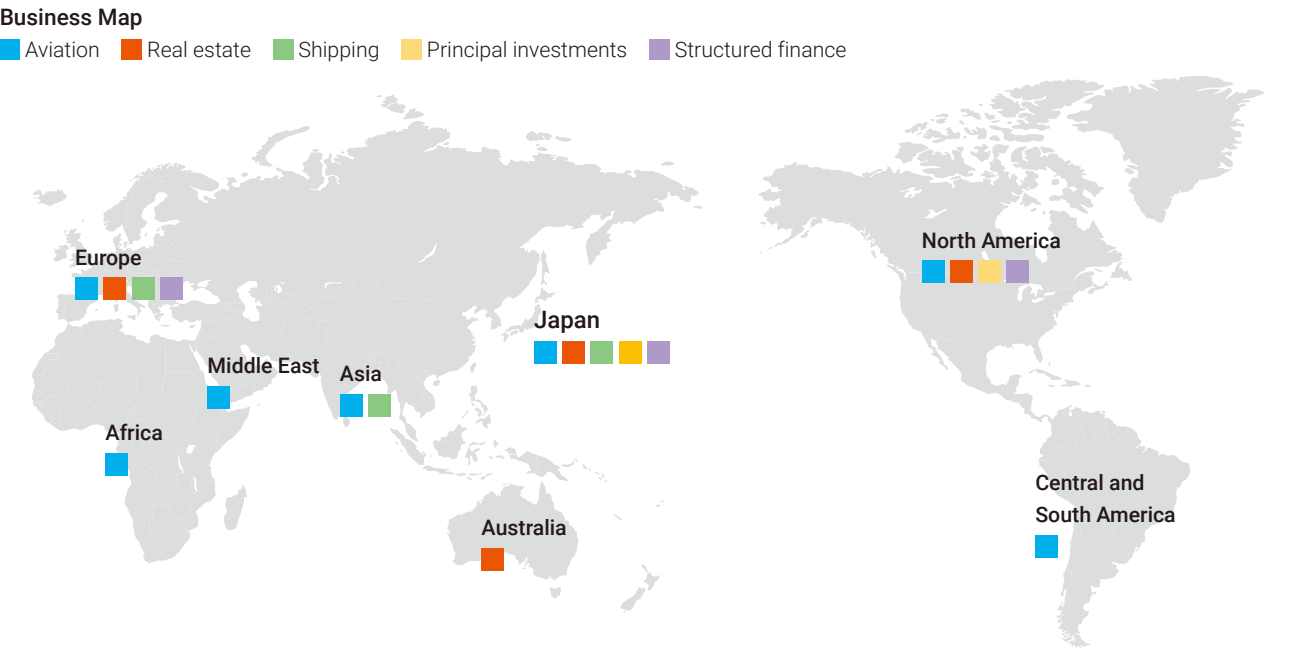 Business Map
Aviation Real estate Shipping Principal investments Structured finance
Europe
North America
Japan
Middle East
Asia
Africa
Central and
South America
Australia